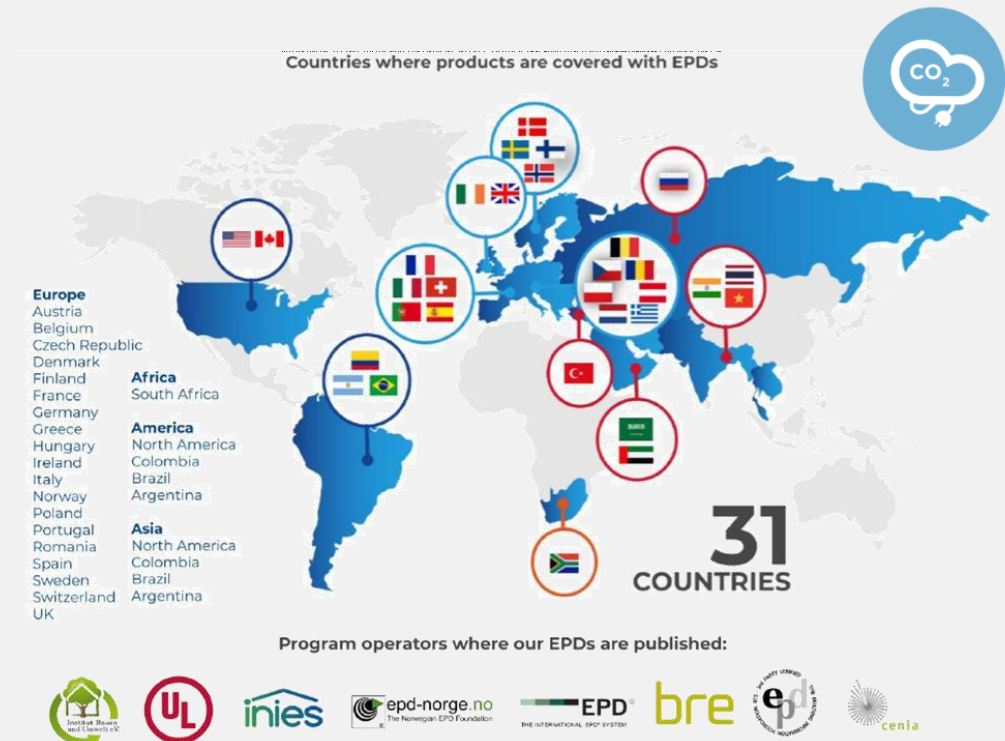 Countries where products are covered with EPDs
CO2
Europe
Austria
Belgium
Czech Republic
Denmark
Finland
France
Germany
Greece
Hungary
Ireland
Italy
Norway
Poland
Portugal
Romania
Spain
Sweden
Switzerland
UK
Africa
South Africa
America
North America
Colombia
Brazil
Argentina
Asia
North America
Colombia
Brazil
Argentina
31
COUNTRIES
Program operators where our EPDs are published:
Institut Bauen
und Umwelt e.V.
UL
inies
epd-norge.no
The Norwegian EPD Foundation
EPD®
THE INTERNATIONAL EPD® SYSTEM
bre
epd
cenia